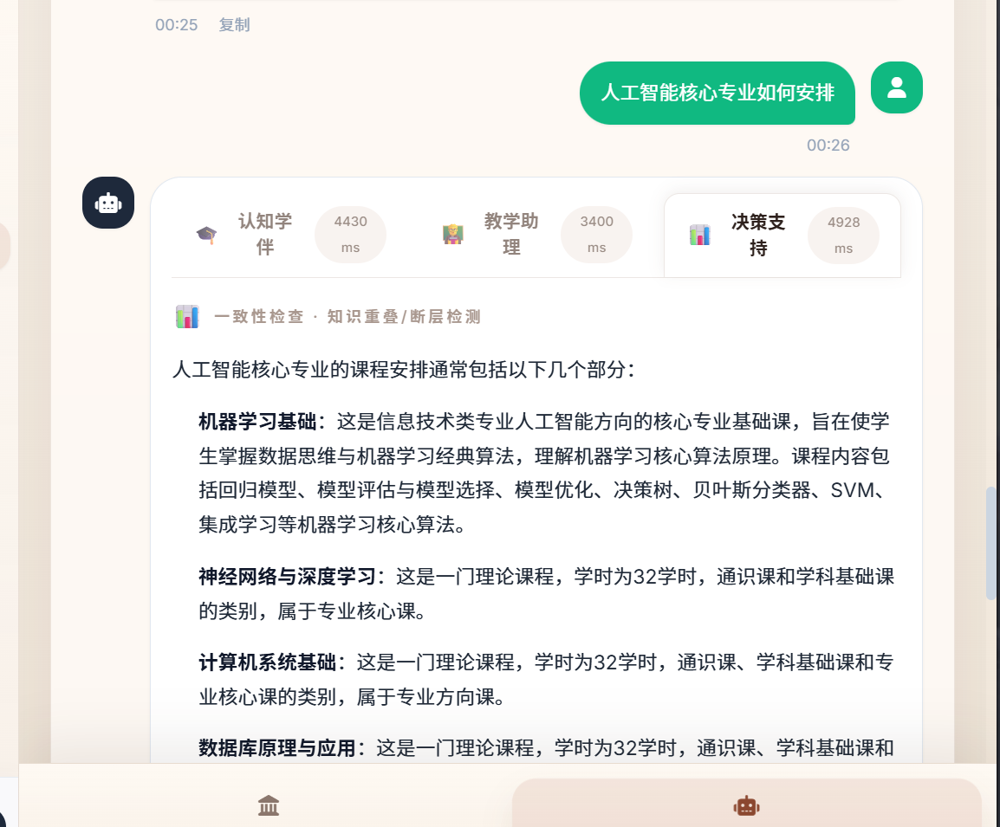 00:25 复制
人工智能核心专业如何安排
00:26
认知学伴 4430 ms
教学助理 3400 ms
决策支持 4928 ms
一致性检查 · 知识重叠/断层检测
人工智能核心专业的课程安排通常包括以下几个部分：
机器学习基础：这是信息技术类专业人工智能方向的核心专业基础课，旨在使学
生掌握数据思维与机器学习经典算法，理解机器学习核心算法原理。课程内容包
括回归模型、模型评估与模型选择、模型优化、决策树、贝叶斯分类器、SVM、
集成学习等机器学习核心算法。
神经网络与深度学习：这是一门理论课程，学时为32学时，通识课和学科基础课
的类别，属于专业核心课。
计算机系统基础：这是一门理论课程，学时为32学时，通识课、学科基础课和专
业核心课的类别，属于专业方向课。
数据库原理与应用：这是一门理论课程，学时为32学时，通识课、学科基础课和